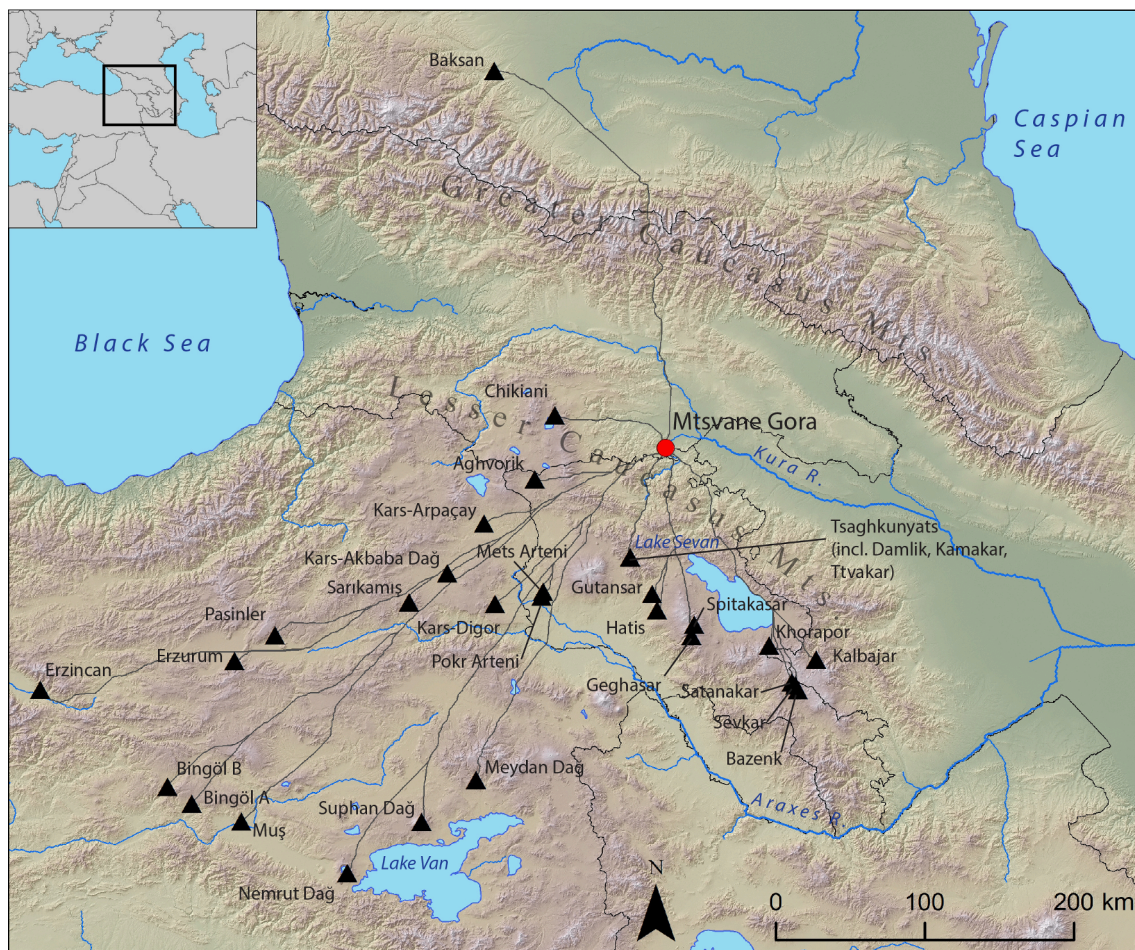 Baksan
Caspian
Sea
Greater Caucasus Mts.
Black Sea
Lesser Caucasus Mts.
Chikiani
Mtsvane Gora
Kura R.
Aghvorik
Kars-Arpaçay
Tsaghkunyats
(incl. Damlik, Kamakar,
Ttvakar)
Lake Sevan
Mets Arteni
Kars-Akbaba Dağ
Sarıkamış
Gutansar
Spitakasar
Pasinler
Kars-Digor
Hatis
Khorapor
Erzurum
Pokr Arteni
Kalbajar
Erzincan
Geghasar
Satanakar
Sevkar
Bazenk
Bingöl B
Meydan Dağ
Bingöl A
Suphan Dağ
Araxes R.
Muş
Lake Van
N
Nemrut Dağ
0 100 200 km